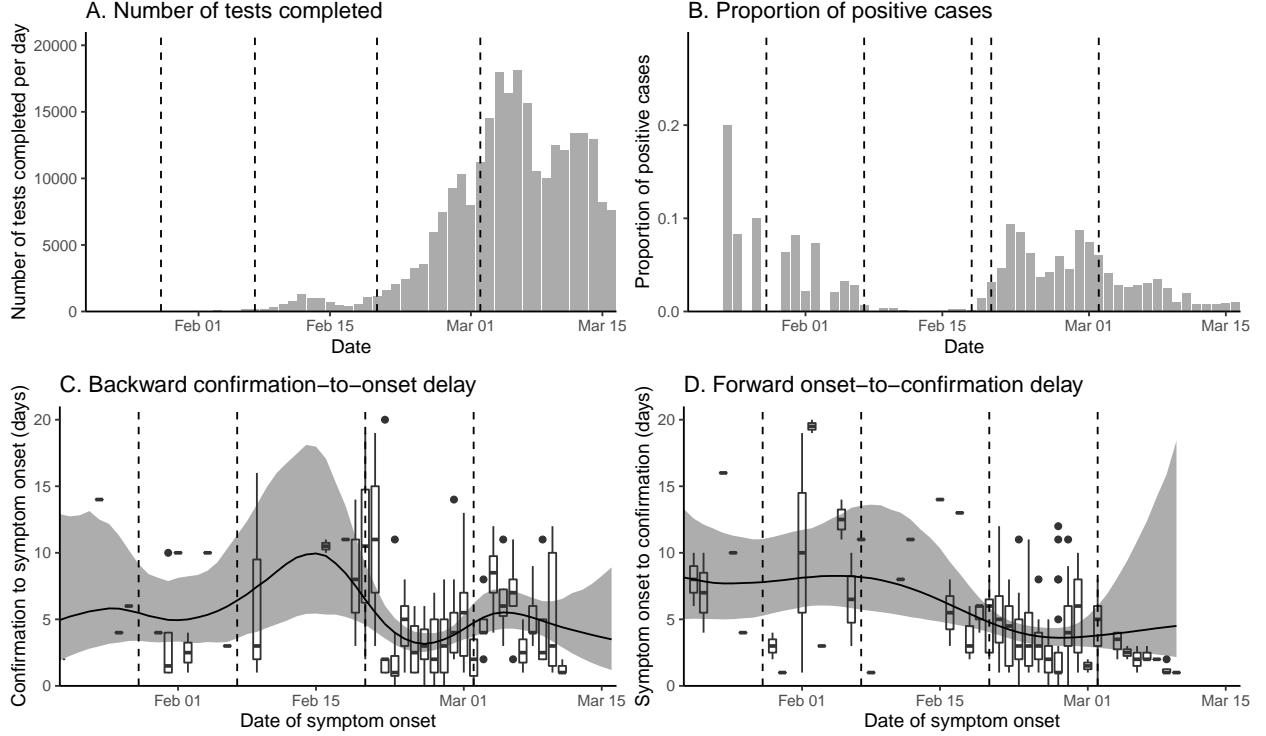 A. Number of tests completed
Number of tests completed per day
20000
15000
10000
5000
0
Feb 01
Feb 15
Mar 01
Mar 15
Date
B. Proportion of positive cases
Proportion of positive cases
0.2
0.1
0.0
Feb 01
Feb 15
Mar 01
Mar 15
Date
C. Backward confirmation−to−onset delay
Confirmation to symptom onset (days)
20
15
10
5
0
Feb 01
Feb 15
Mar 01
Mar 15
Date of symptom onset
D. Forward onset−to−confirmation delay
Symptom onset to confirmation (days)
20
15
10
5
0
Feb 01
Feb 15
Mar 01
Mar 15
Date of symptom onset